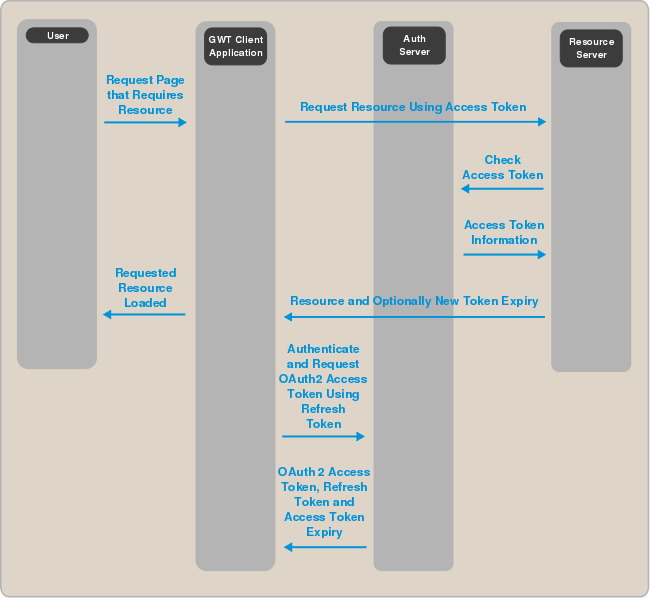 User
GWT Client
Application
Auth
Server
Resource
Server
Request Page
that Requires
Resource
Request Resource Using Access Token
Check
Access Token
Access Token
Information
Requested
Resource
Loaded
Resource and Optionally New Token Expiry
Authenticate
and Request
OAuth2 Access
Token Using
Refresh
Token
OAuth 2 Access
Token, Refresh
Token and
Access Token
Expiry